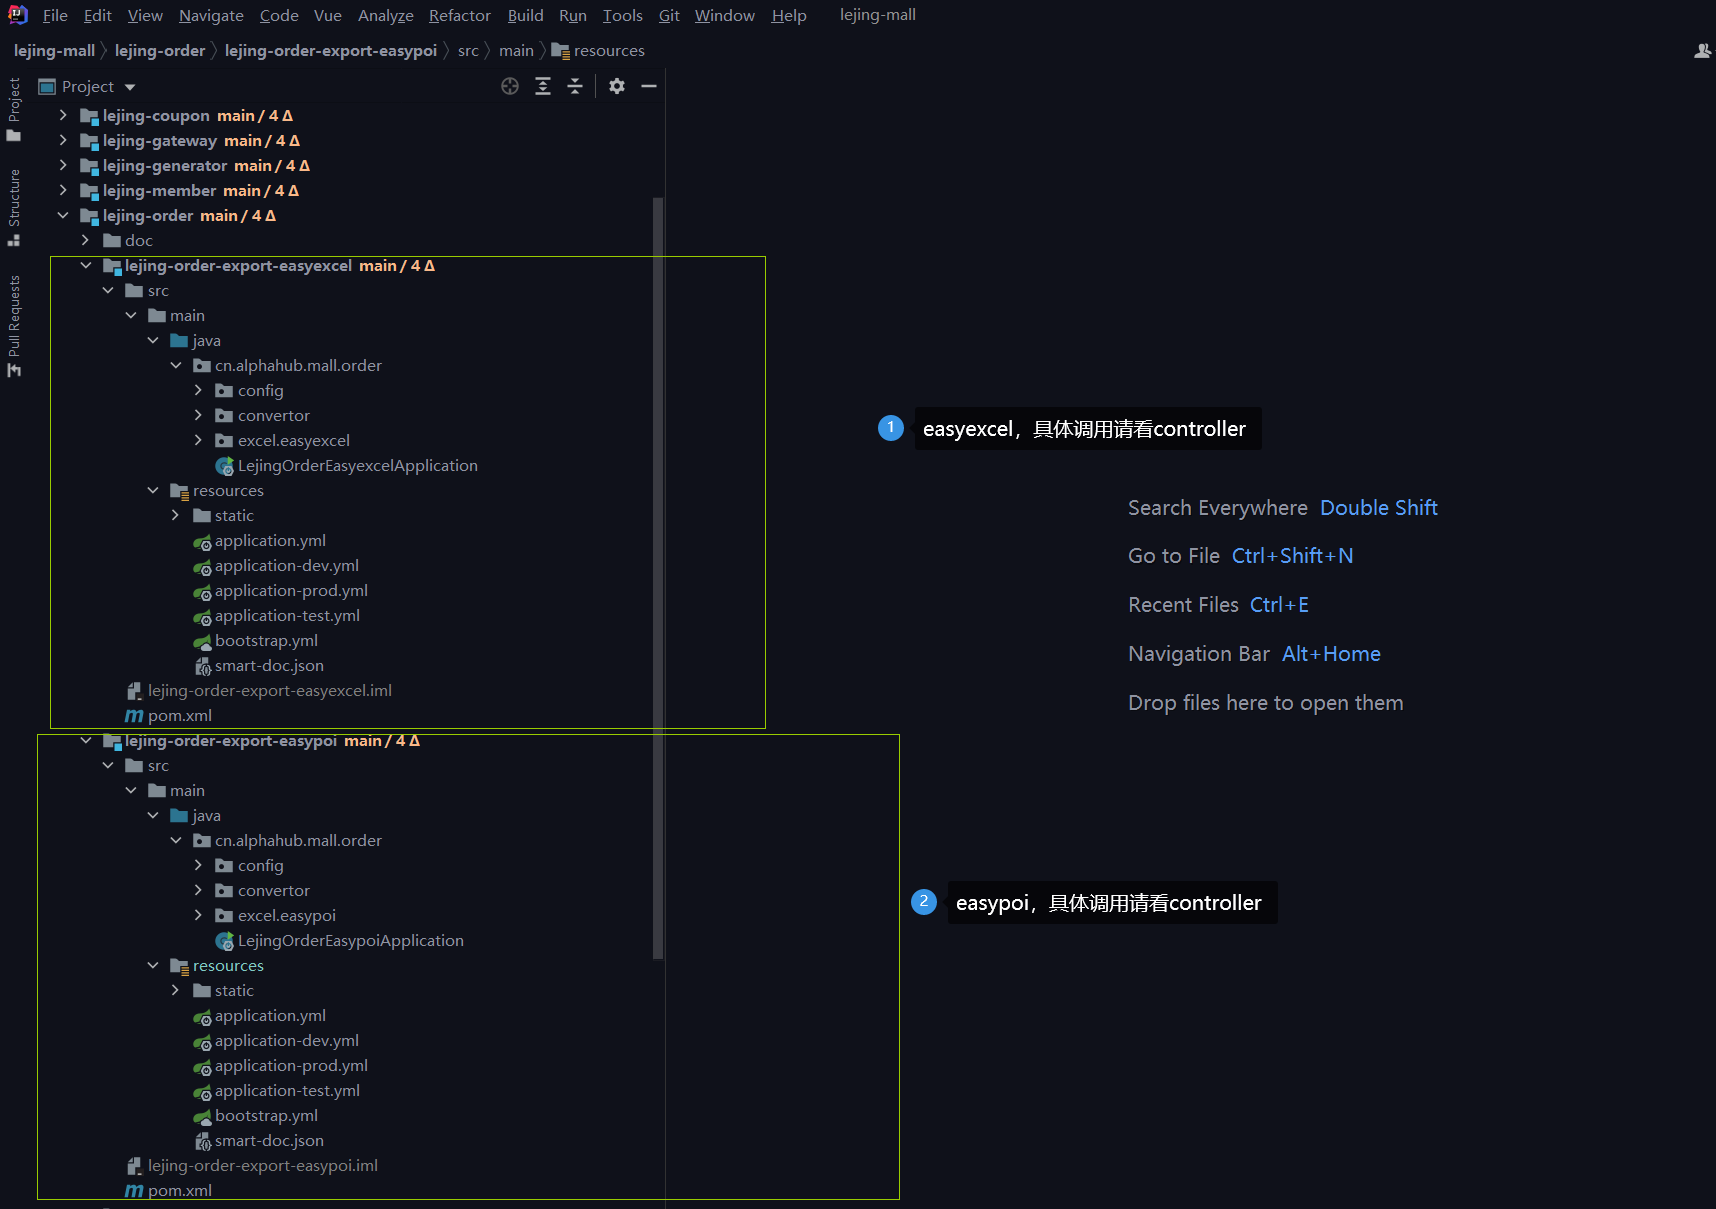 File Edit View Navigate Code Vue Analyze Refactor Build Run Tools Git Window Help lejing-mall
lejing-mall lejing-order lejing-order-export-easypoi src main resources
Project
Project
Structure
Pull Requests
lejing-coupon main / 4 Δ
lejing-gateway main / 4 Δ
lejing-generator main / 4 Δ
lejing-member main / 4 Δ
lejing-order main / 4 Δ
doc
lejing-order-export-easyexcel main / 4 Δ
src
main
java
cn.alphahub.mall.order
config
convertor
excel.easyexcel
LejingOrderEasyexcelApplication
resources
static
application.yml
application-dev.yml
application-prod.yml
application-test.yml
bootstrap.yml
smart-doc.json
lejing-order-export-easyexcel.iml
pom.xml
lejing-order-export-easypoi main / 4 Δ
src
main
java
cn.alphahub.mall.order
config
convertor
excel.easypoi
LejingOrderEasypoiApplication
resources
static
application.yml
application-dev.yml
application-prod.yml
application-test.yml
bootstrap.yml
smart-doc.json
lejing-order-export-easypoi.iml
pom.xml
1 easyexcel，具体调用请看controller
Search Everywhere Double Shift
Go to File Ctrl+Shift+N
Recent Files Ctrl+E
Navigation Bar Alt+Home
Drop files here to open them
2 easypoi，具体调用请看controller